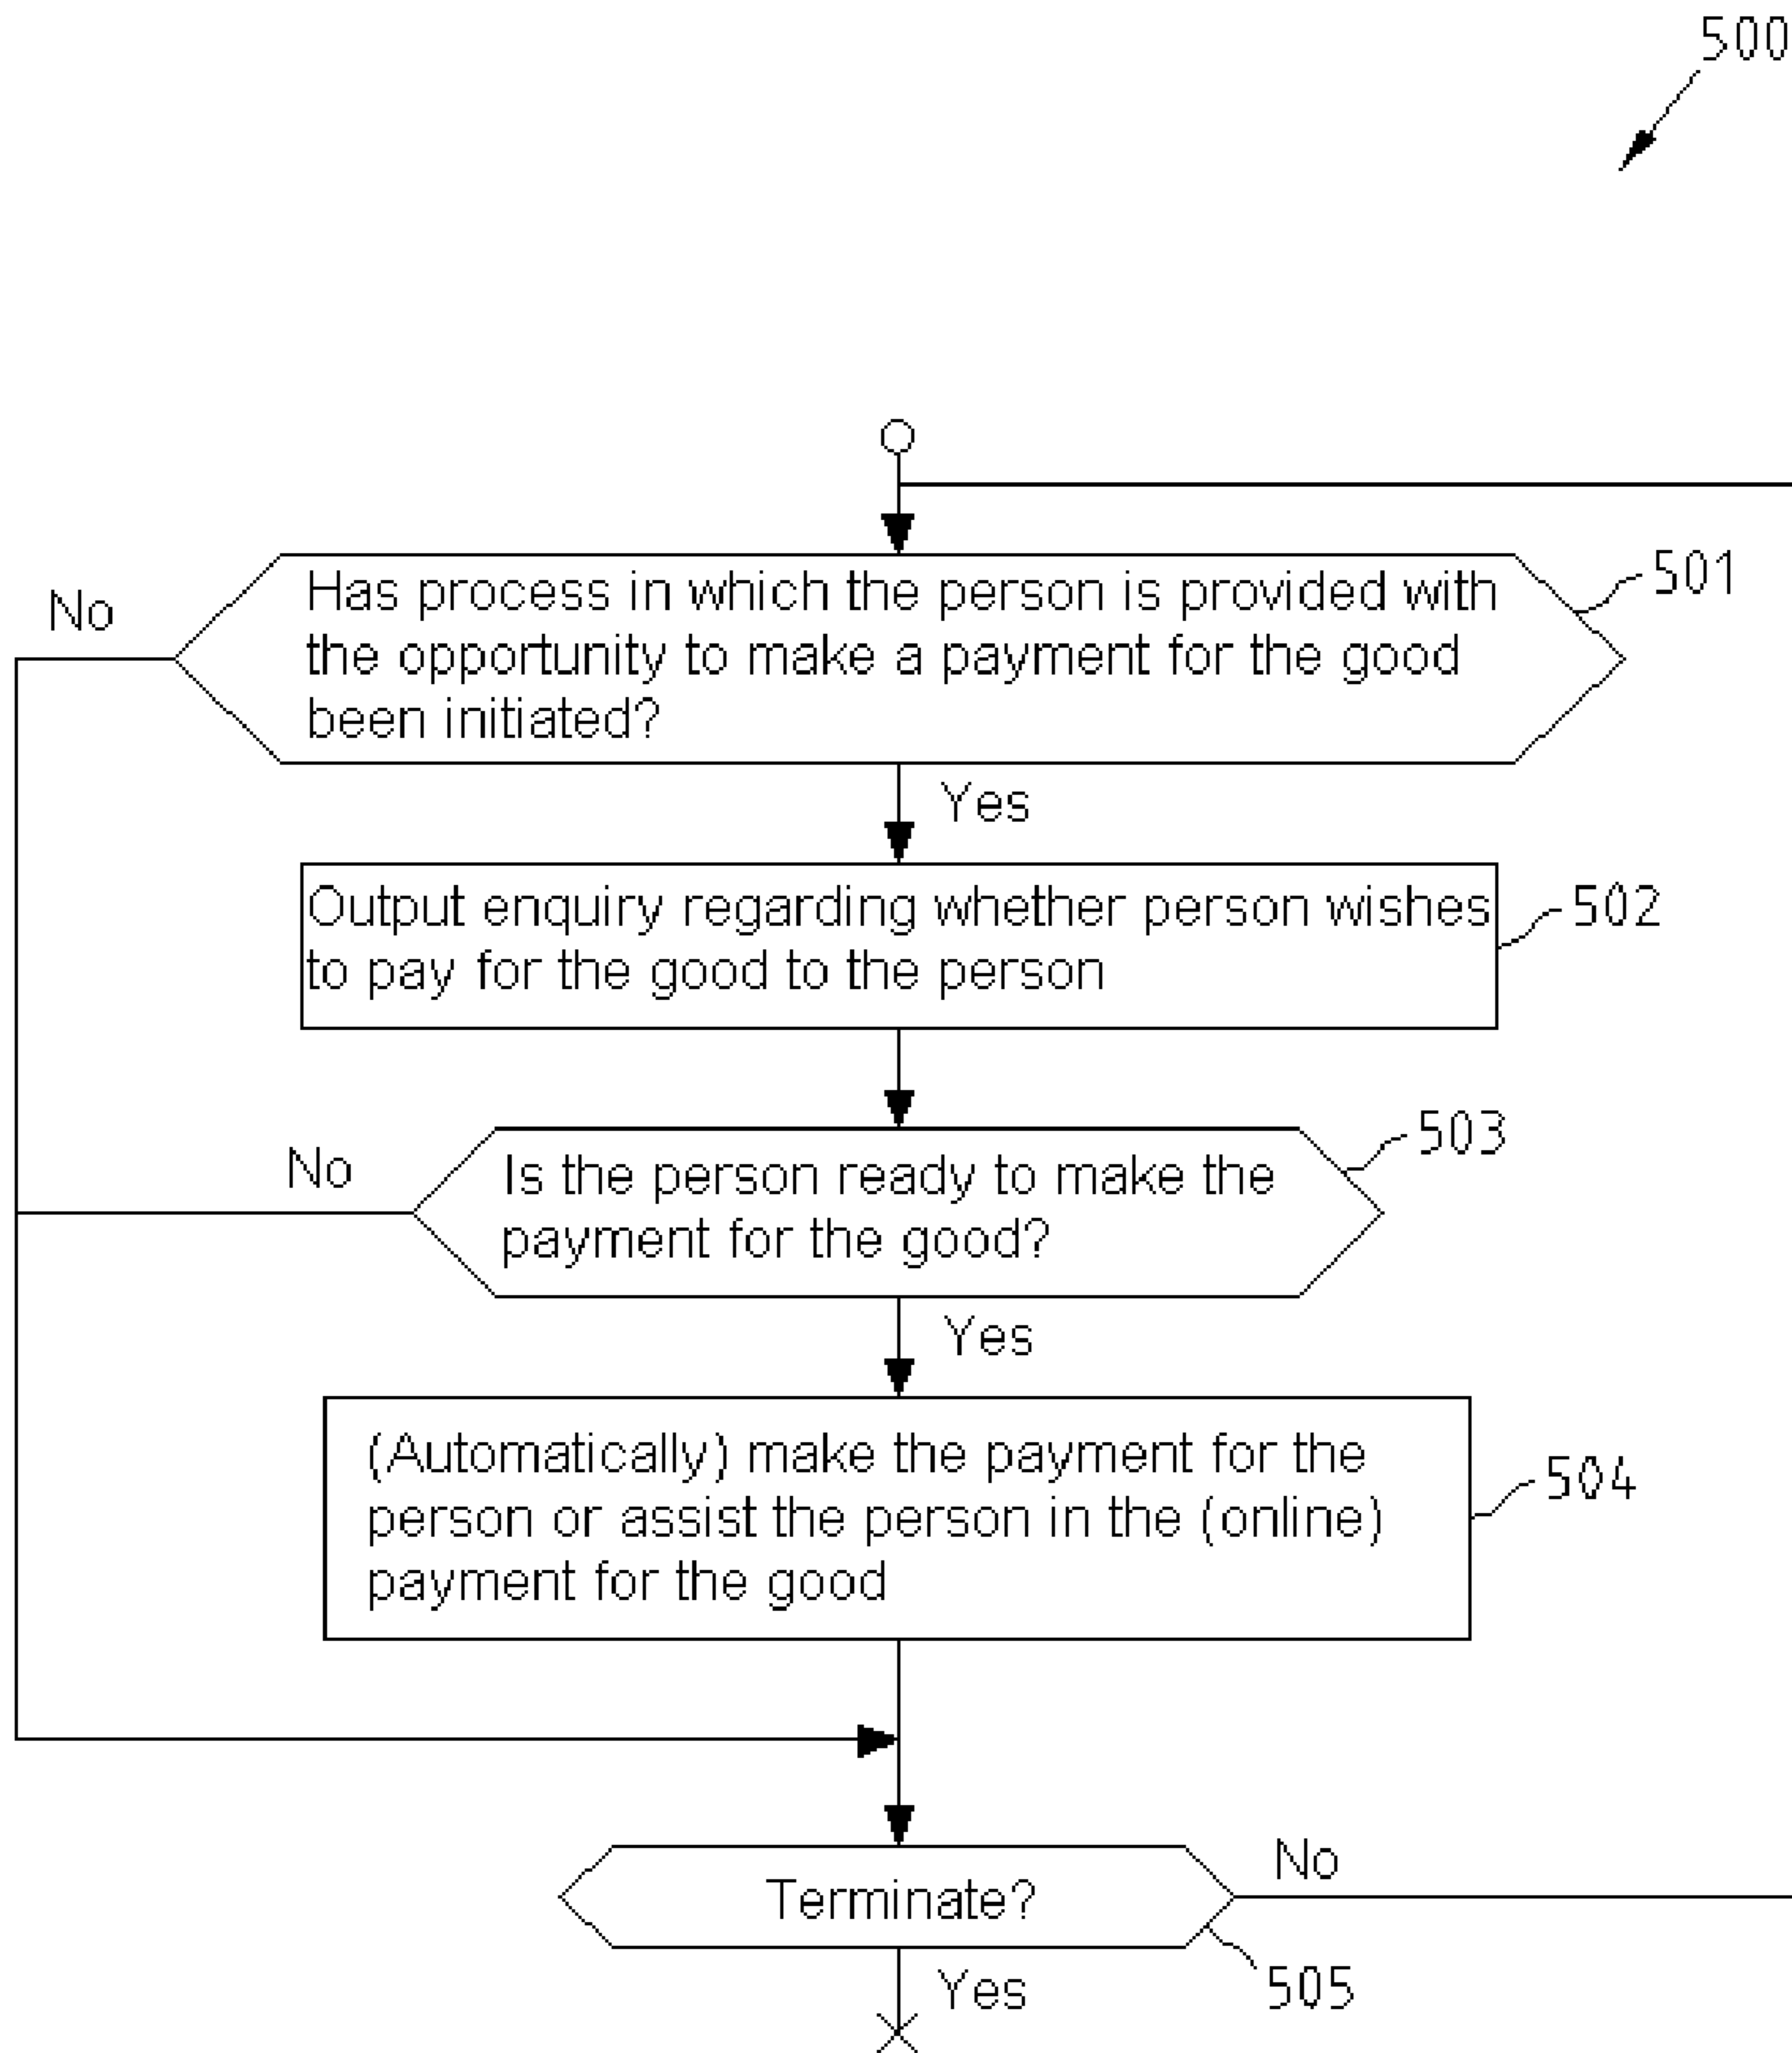 500
Has process in which the person is provided with
the opportunity to make a payment for the good
been initiated?
501
No
Yes
Output enquiry regarding whether person wishes
to pay for the good to the person
502
Is the person ready to make the
payment for the good?
503
No
Yes
(Automatically) make the payment for the
person or assist the person in the (online)
payment for the good
504
Terminate?
No
505
Yes